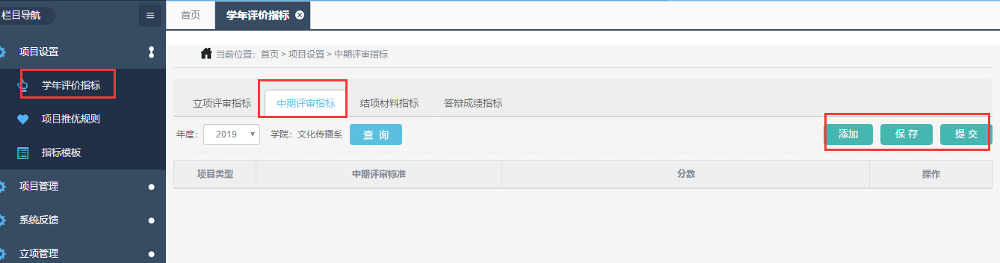 栏目导航
首页
学年评价指标
项目设置
当前位置：首页 > 项目设置 > 中期评审指标
学年评价指标
项目推优规则
指标模板
项目管理
系统反馈
立项管理
立项评审指标 中期评审指标 结项材料指标 答辩成绩指标
年度： 2019 学院：文化传播系 查 询 添加 保 存 提 交
项目类型 中期评审标准 分数 操作